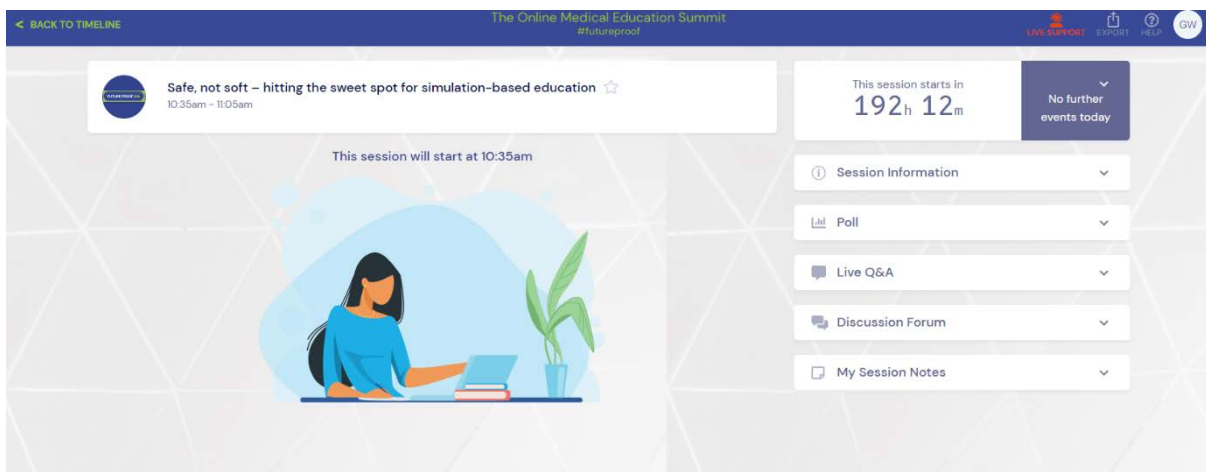 < BACK TO TIMELINE
The Online Medical Education Summit
#futureproof
LIVE SUPPORT
EXPORT
HELP
GW
Safe, not soft – hitting the sweet spot for simulation-based education
10:35am - 11:05am
This session starts in
192h 12m
No further
events today
This session will start at 10:35am
Session Information
Poll
Live Q&A
Discussion Forum
My Session Notes